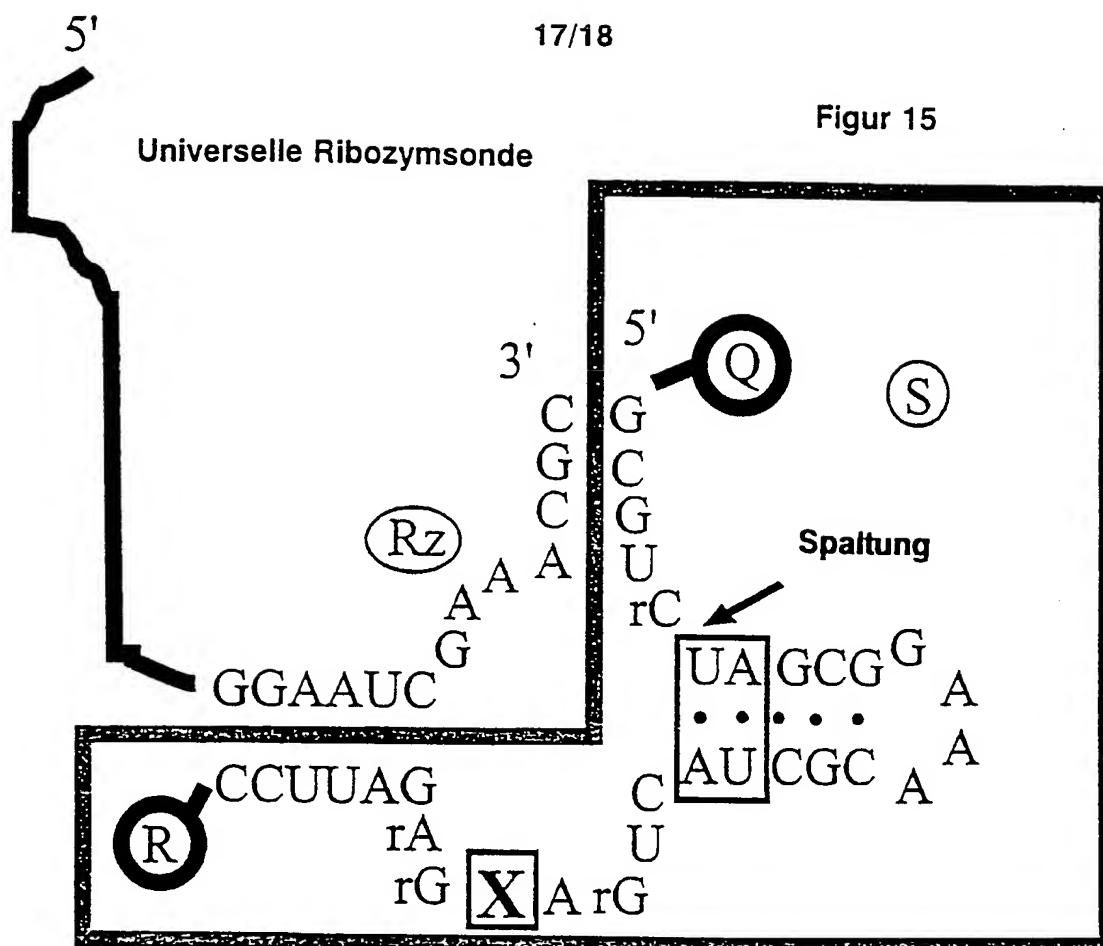 17/18
5'
Figur 15
Universelle Ribozymsonde
5'
3'
Q
S
C G
G C
C G
Rz
A U
Spaltung
A
A
rC
A
G
UA GCG
G
A
GGAAUC
A
AU CGC
A
CCUUAG
C
R
rA
U
rG
X
A
rG